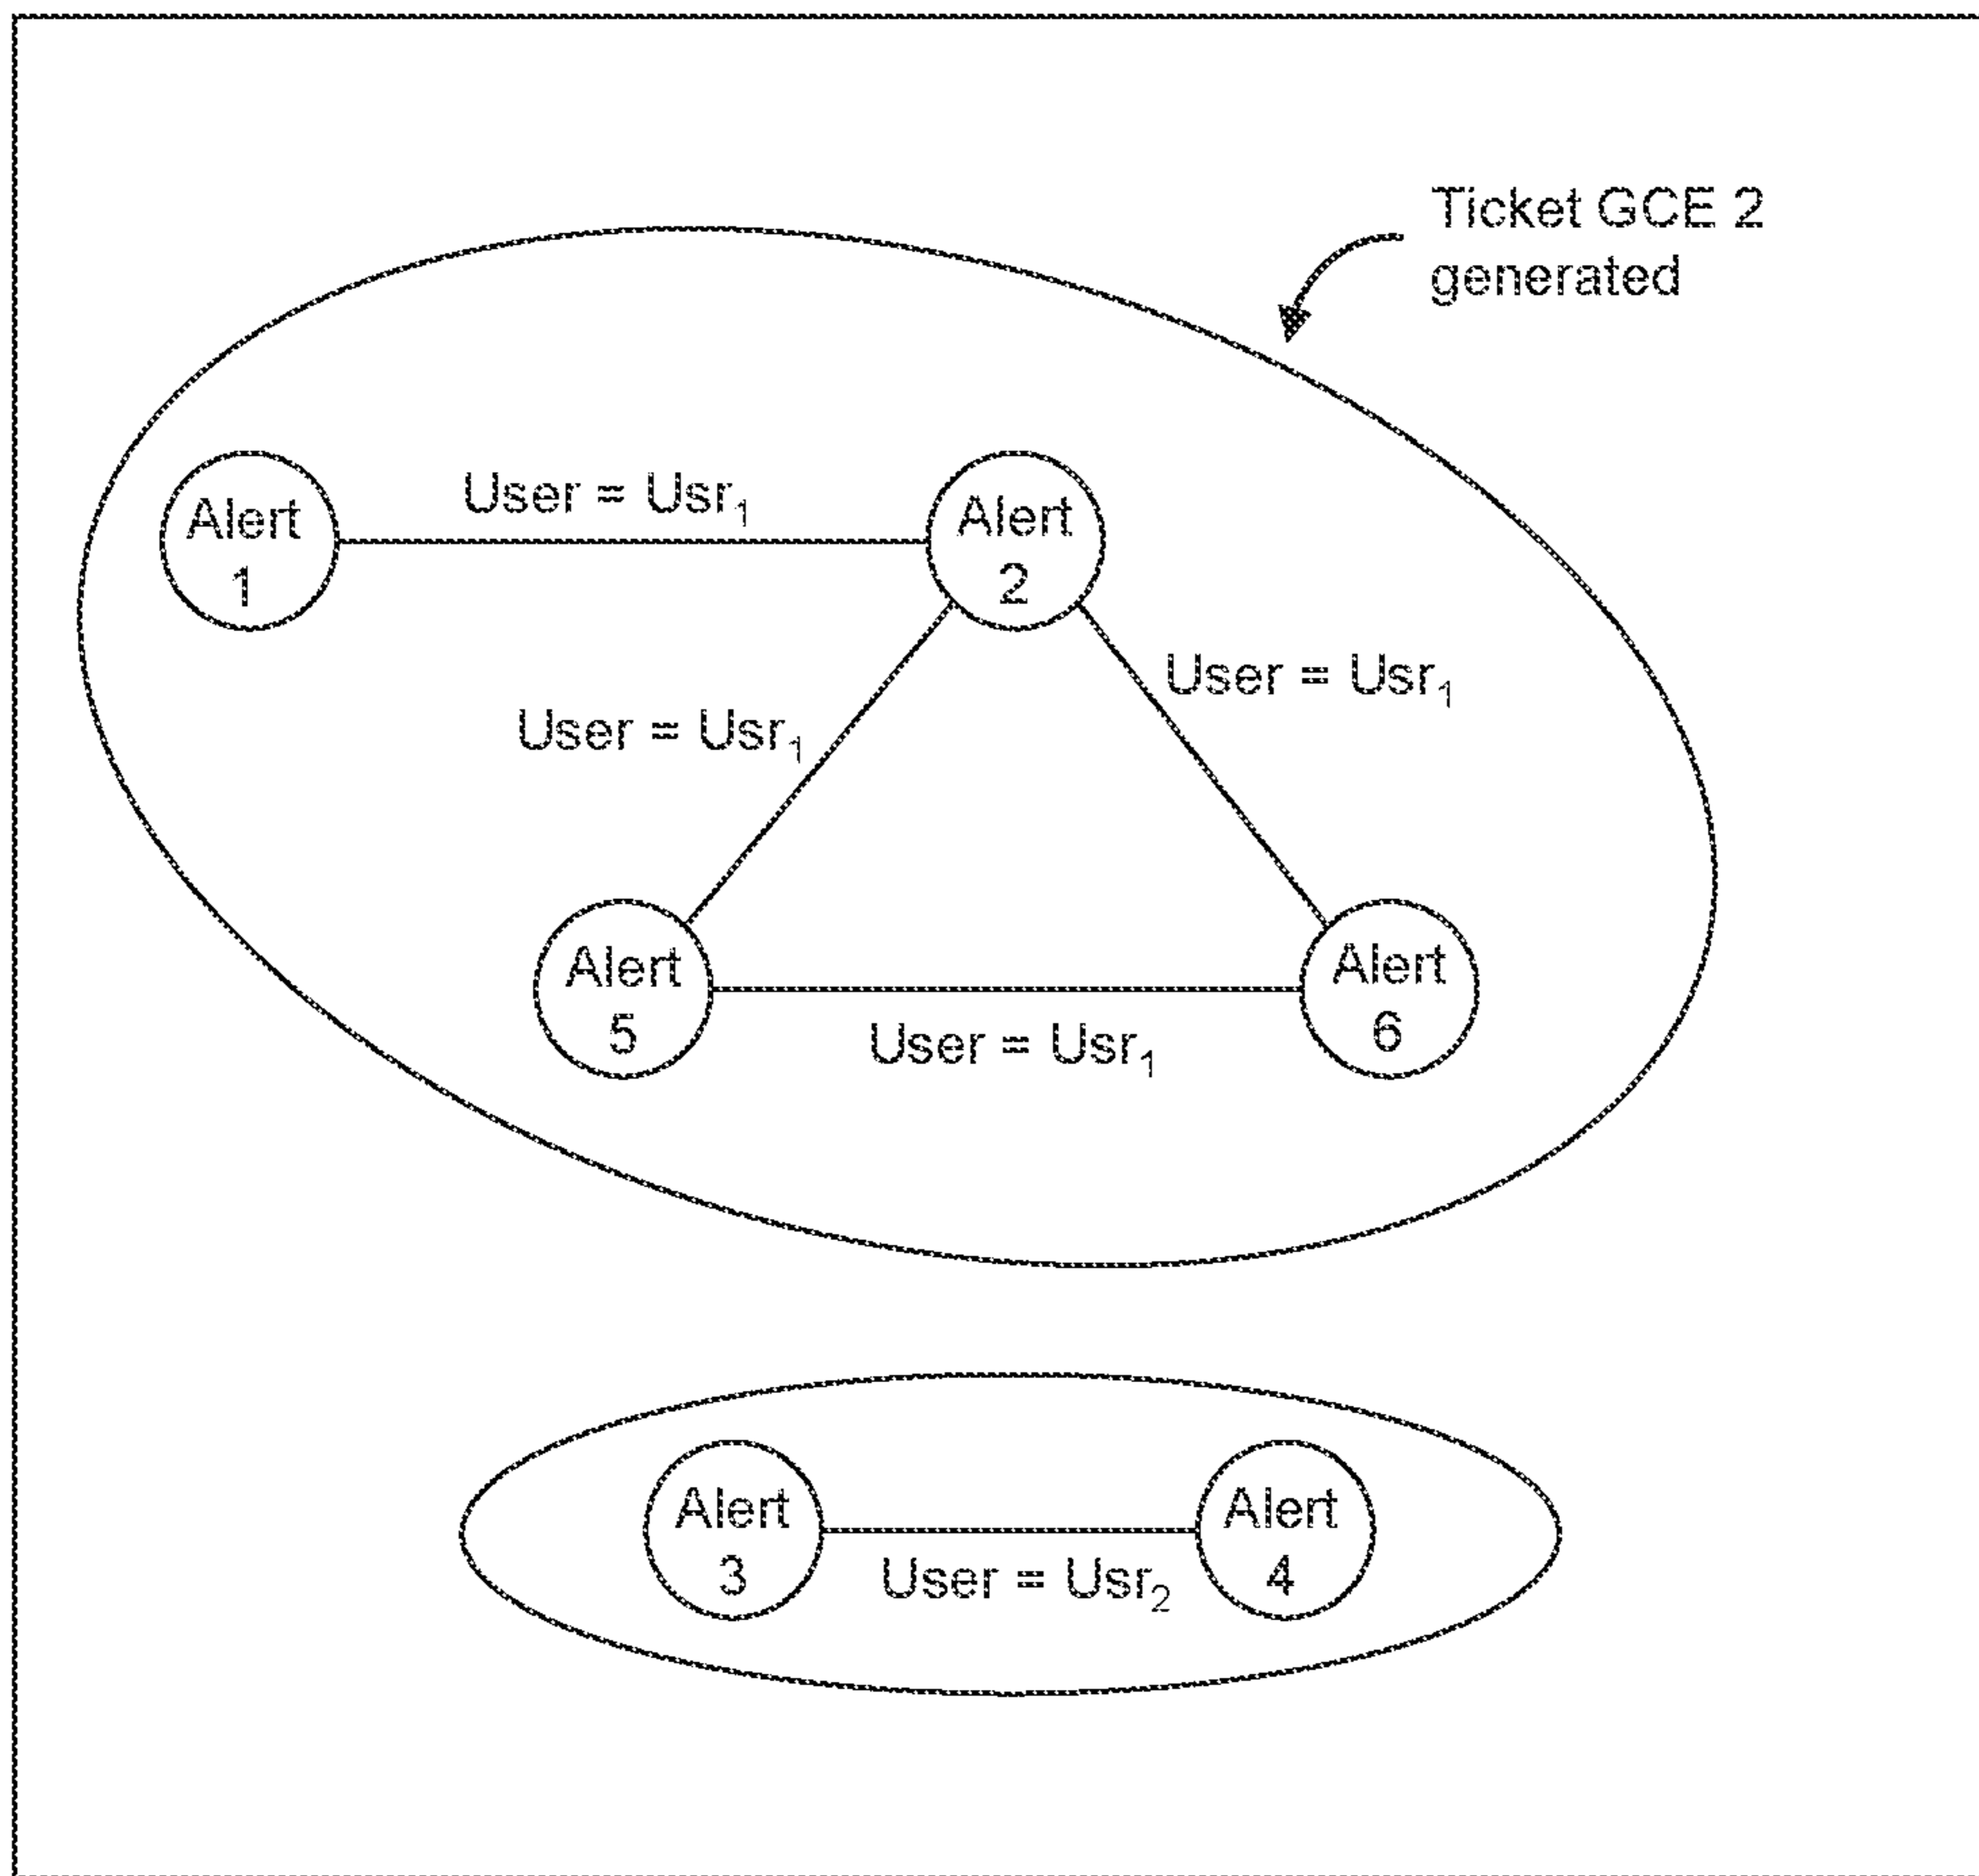 Ticket GCE 2
generated
Alert
1
User = Usr₁
Alert
2
User = Usr₁
User = Usr₁
Alert
5
User = Usr₁
Alert
6
Alert
3
User = Usr₂
Alert
4